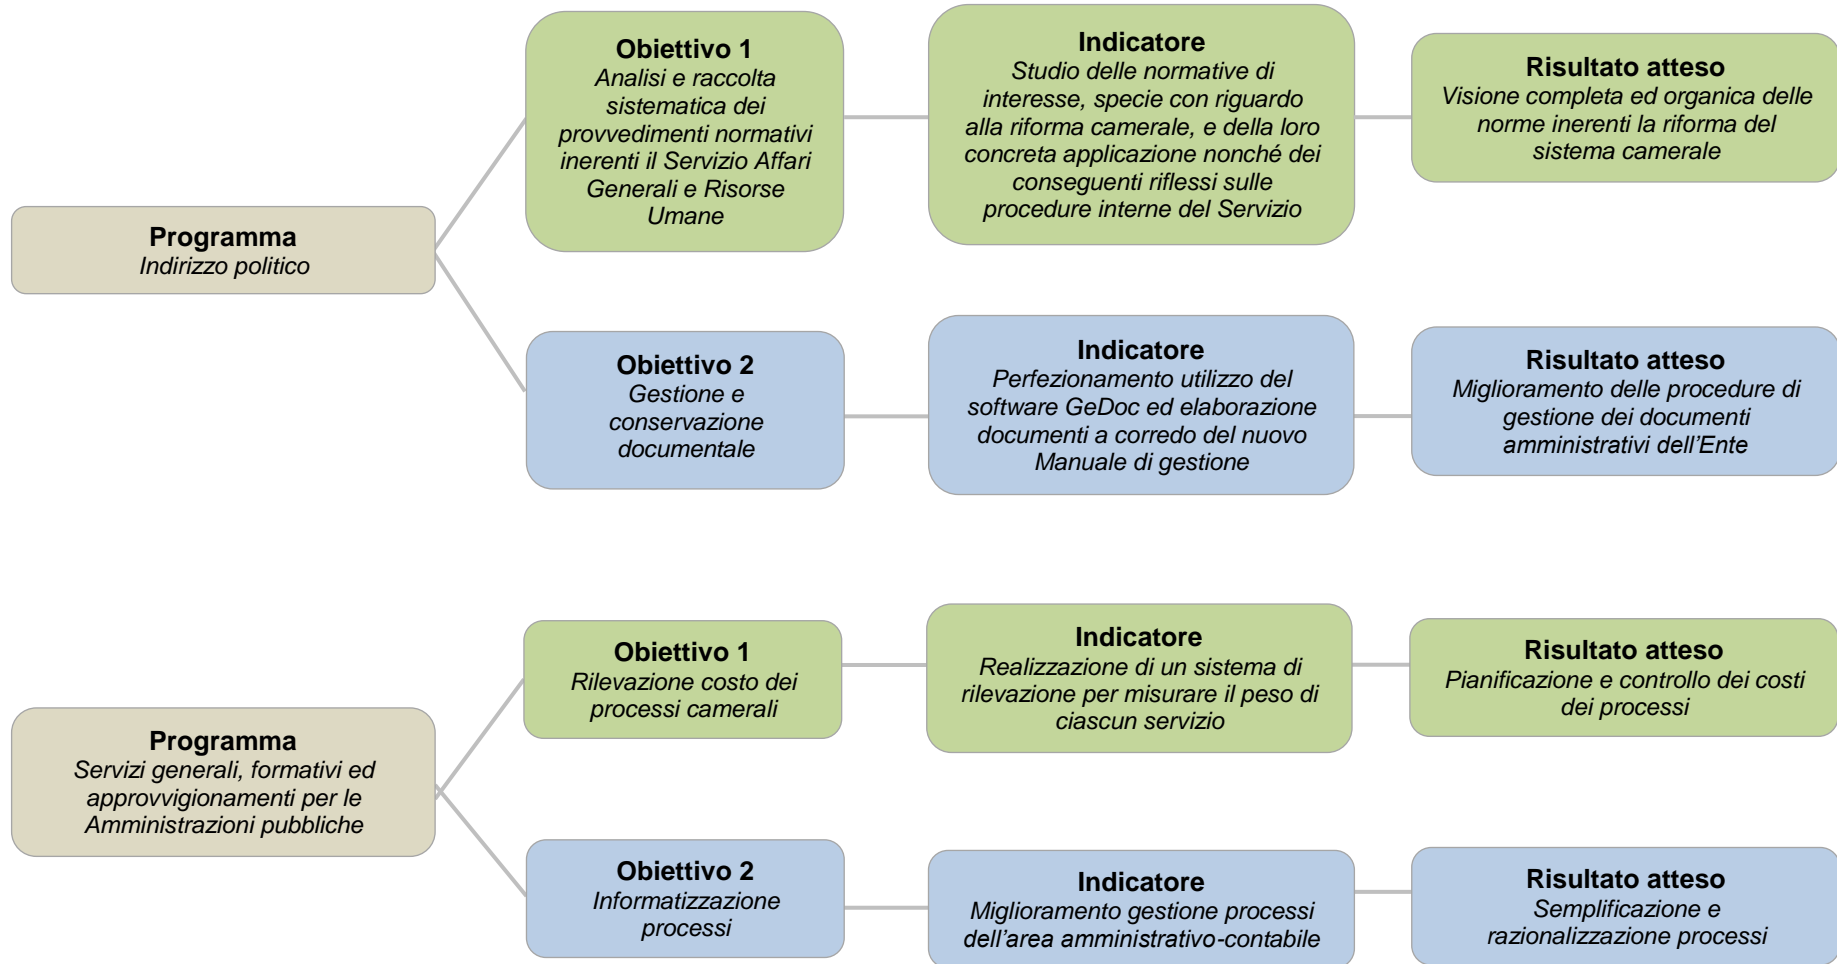 Programma
Indirizzo politico
Obiettivo 1
Analisi e raccolta
sistematica dei
provvedimenti normativi
inerenti il Servizio Affari
Generali e Risorse
Umane
Indicatore
Studio delle normative di
interesse, specie con riguardo
alla riforma camerale, e della loro
concreta applicazione nonché dei
conseguenti riflessi sulle
procedure interne del Servizio
Risultato atteso
Visione completa ed organica delle
norme inerenti la riforma del
sistema camerale
Obiettivo 2
Gestione e
conservazione
documentale
Indicatore
Perfezionamento utilizzo del
software GeDoc ed elaborazione
documenti a corredo del nuovo
Manuale di gestione
Risultato atteso
Miglioramento delle procedure di
gestione dei documenti
amministrativi dell’Ente
Programma
Servizi generali, formativi ed
approvvigionamenti per le
Amministrazioni pubbliche
Obiettivo 1
Rilevazione costo dei
processi camerali
Indicatore
Realizzazione di un sistema di
rilevazione per misurare il peso di
ciascun servizio
Risultato atteso
Pianificazione e controllo dei costi
dei processi
Obiettivo 2
Informatizzazione
processi
Indicatore
Miglioramento gestione processi
dell’area amministrativo-contabile
Risultato atteso
Semplificazione e
razionalizzazione processi